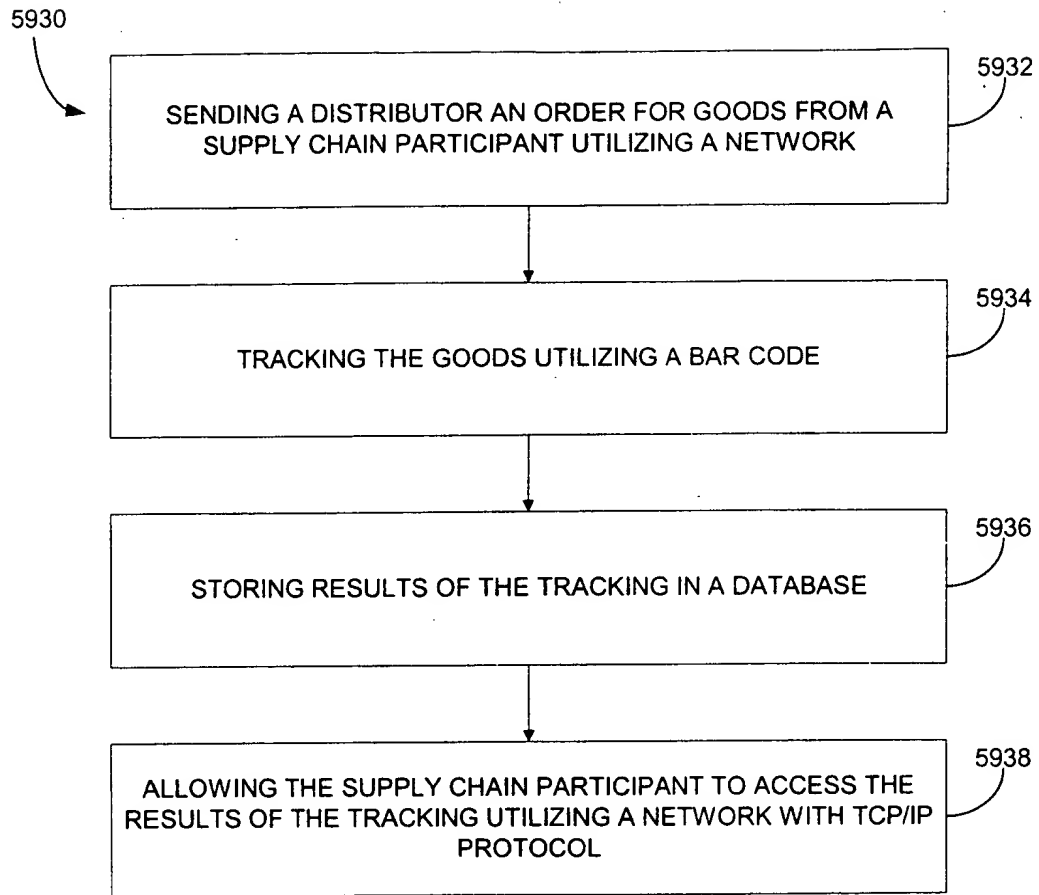 5930
5932
SENDING A DISTRIBUTOR AN ORDER FOR GOODS FROM A
SUPPLY CHAIN PARTICIPANT UTILIZING A NETWORK
5934
TRACKING THE GOODS UTILIZING A BAR CODE
5936
STORING RESULTS OF THE TRACKING IN A DATABASE
5938
ALLOWING THE SUPPLY CHAIN PARTICIPANT TO ACCESS THE
RESULTS OF THE TRACKING UTILIZING A NETWORK WITH TCP/IP
PROTOCOL